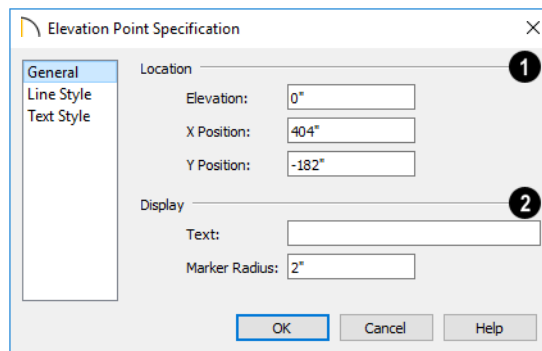 Elevation Point Specification
General
Line Style
Text Style
Location
1
Elevation: 0"
X Position: 404"
Y Position: -182"
Display
2
Text:
Marker Radius: 2"
OK Cancel Help